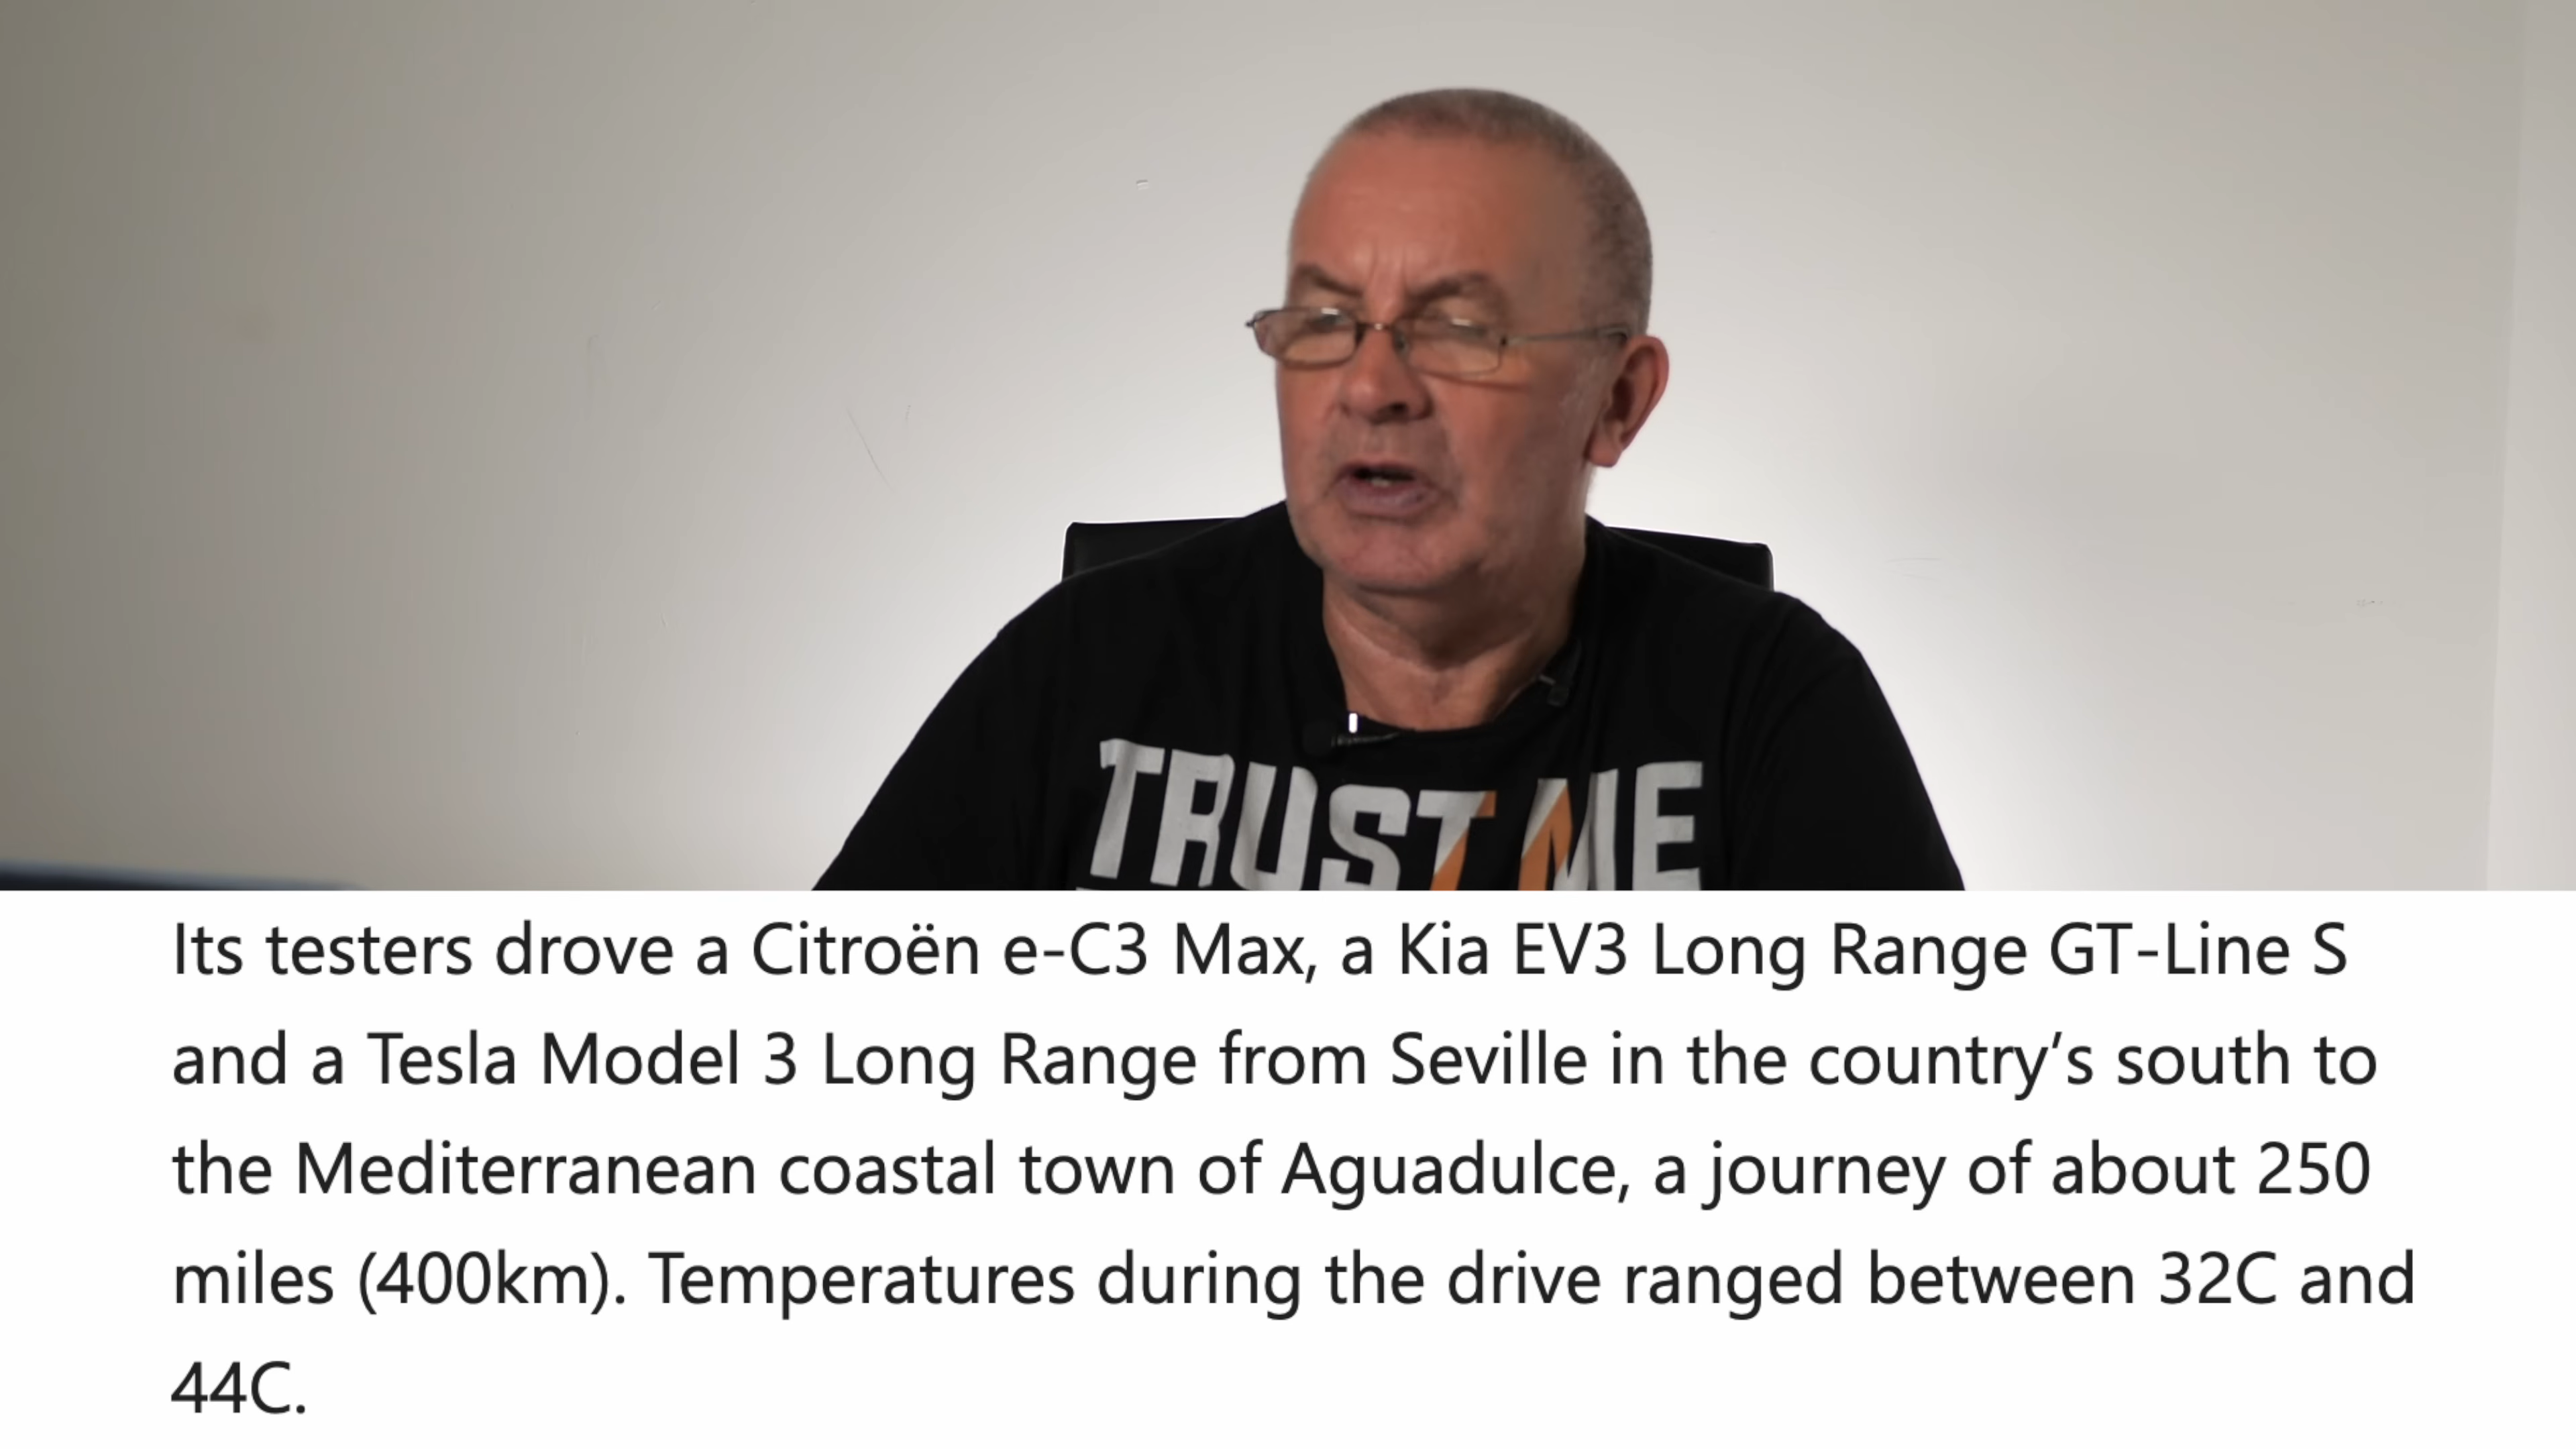 TRUST ME
Its testers drove a Citroën e-C3 Max, a Kia EV3 Long Range GT-Line S
and a Tesla Model 3 Long Range from Seville in the country’s south to
the Mediterranean coastal town of Aguadulce, a journey of about 250
miles (400km). Temperatures during the drive ranged between 32C and
44C.